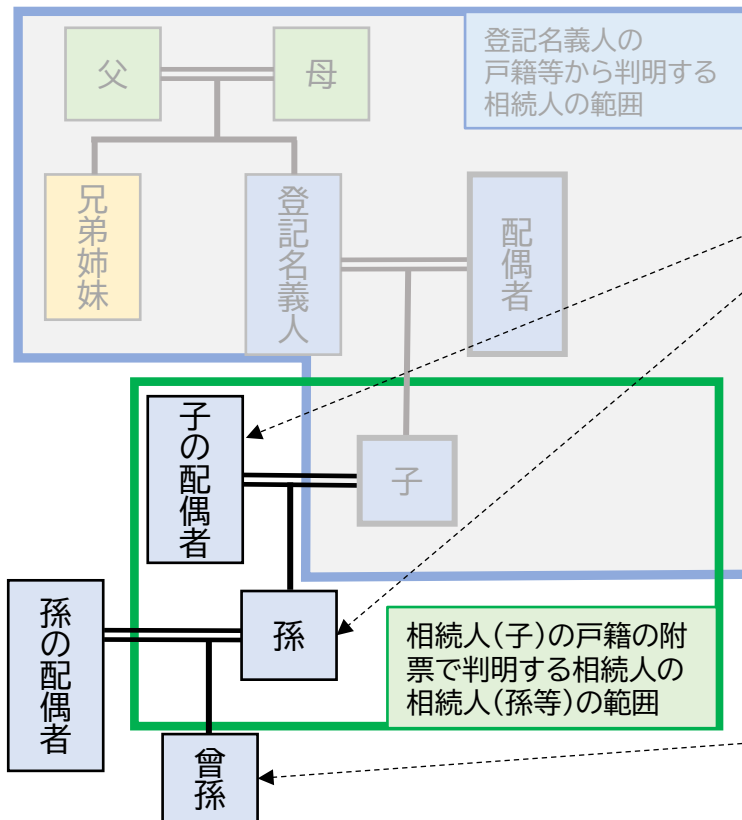 登記名義人の
戸籍等から判明する
相続人の範囲
父
母
兄弟姉妹
登記名義人
配偶者
子の配偶者
子
孫の配偶者
孫
相続人(子)の戸籍の附
票で判明する相続人の
相続人(孫等)の範囲
曾孫